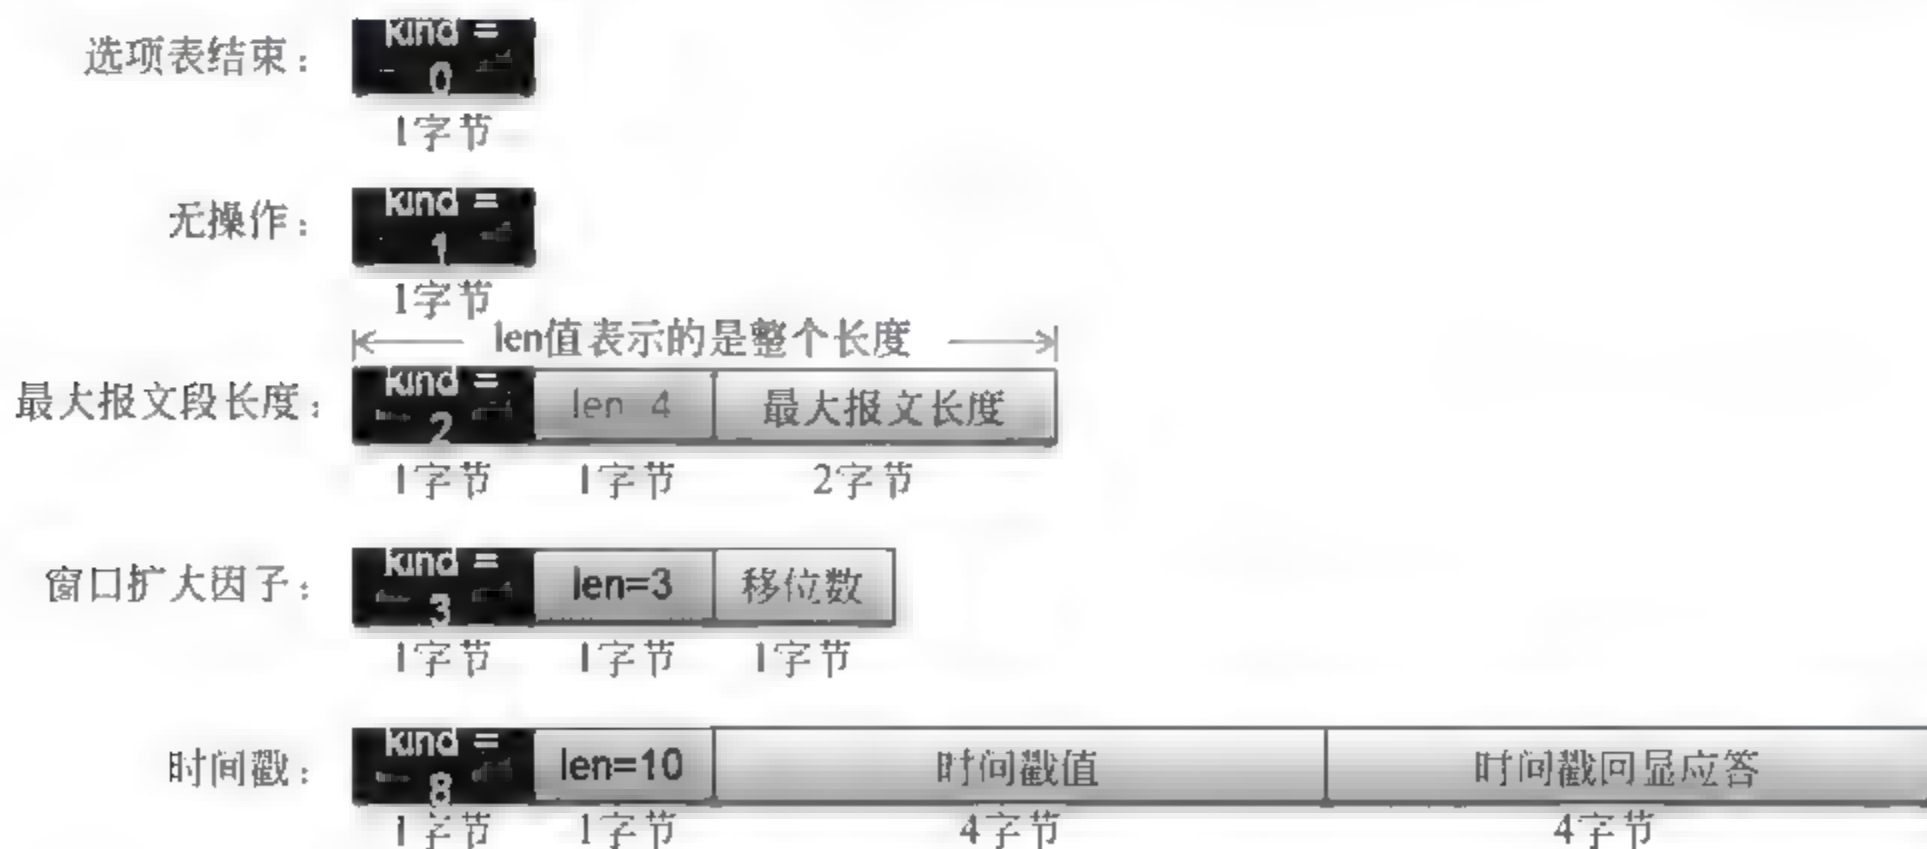 选项表结束：
kind =
0
1字节
无操作：
kind =
1
1字节
len值表示的是整个长度
最大报文段长度：
kind =
2
len 4
最大报文长度
1字节 1字节 2字节
窗口扩大因子：
kind =
3
len=3
移位数
1字节 1字节 1字节
时间戳：
kind =
8
len=10
时间戳值
时间戳回显应答
1字节 1字节 4字节 4字节